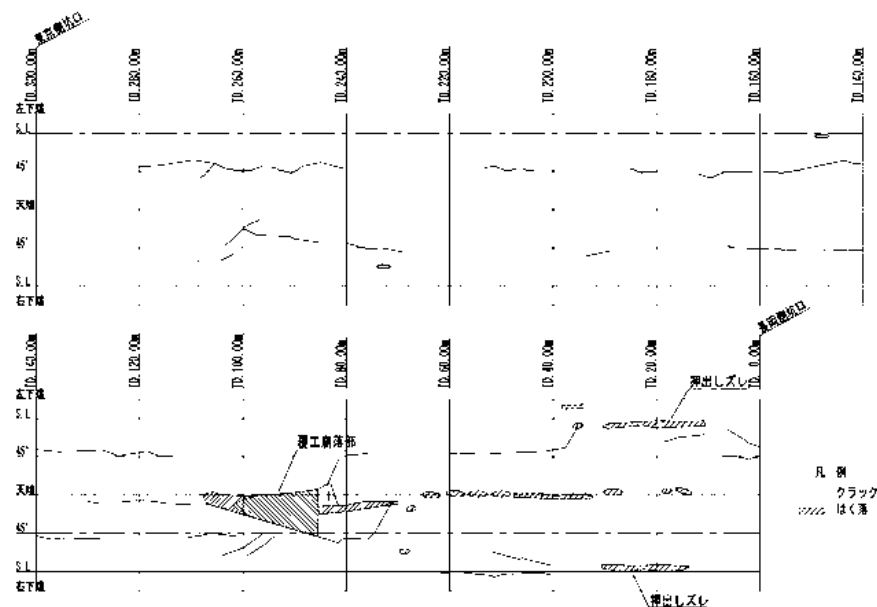 東京側坑口
TD.300.00m
TD.280.00m
TD.260.00m
TD.240.00m
TD.220.00m
TD.200.00m
TD.180.00m
TD.160.00m
TD.140.00m
左下端
S.L
45°
天端
45°
S.L
右下端
長岡側坑口
TD.140.00m
TD.120.00m
TD.100.00m
TD.80.00m
TD.60.00m
TD.40.00m
TD.20.00m
TD.0.00m
左下端
押出しズレ
S.L
45°
覆工崩落部
凡 例
天端
クラック
はく落
45°
S.L
右下端
押出しズレ